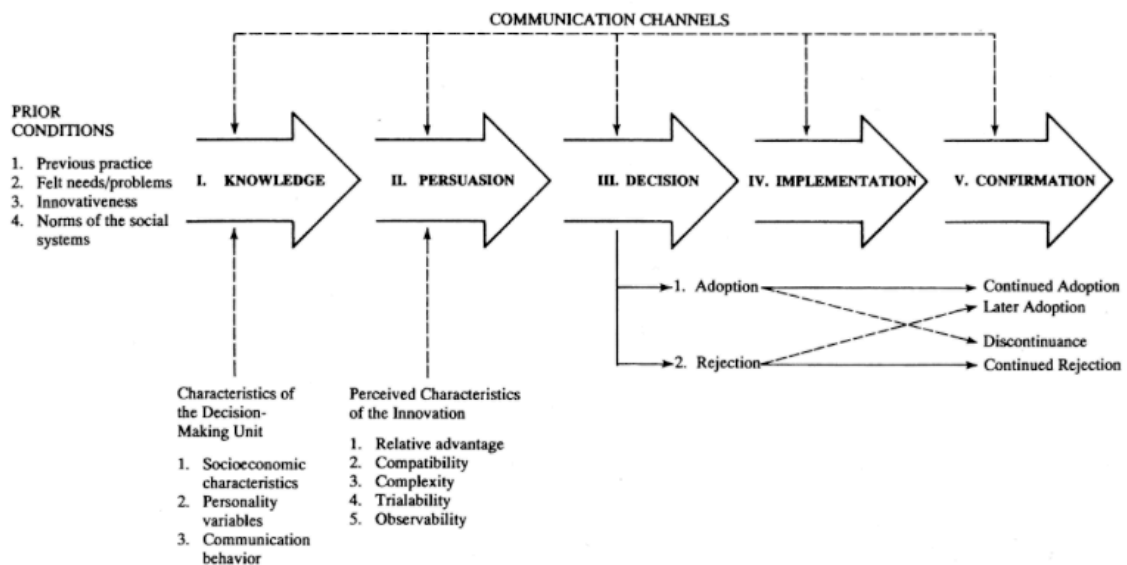 COMMUNICATION CHANNELS
PRIOR
CONDITIONS
1. Previous practice
2. Felt needs/problems
3. Innovativeness
4. Norms of the social
systems
I. KNOWLEDGE
II. PERSUASION
III. DECISION
IV. IMPLEMENTATION
V. CONFIRMATION
1. Adoption
2. Rejection
Continued Adoption
Later Adoption
Discontinuance
Continued Rejection
Characteristics of
the Decision-
Making Unit
1. Socioeconomic
characteristics
2. Personality
variables
3. Communication
behavior
Perceived Characteristics
of the Innovation
1. Relative advantage
2. Compatibility
3. Complexity
4. Trialability
5. Observability